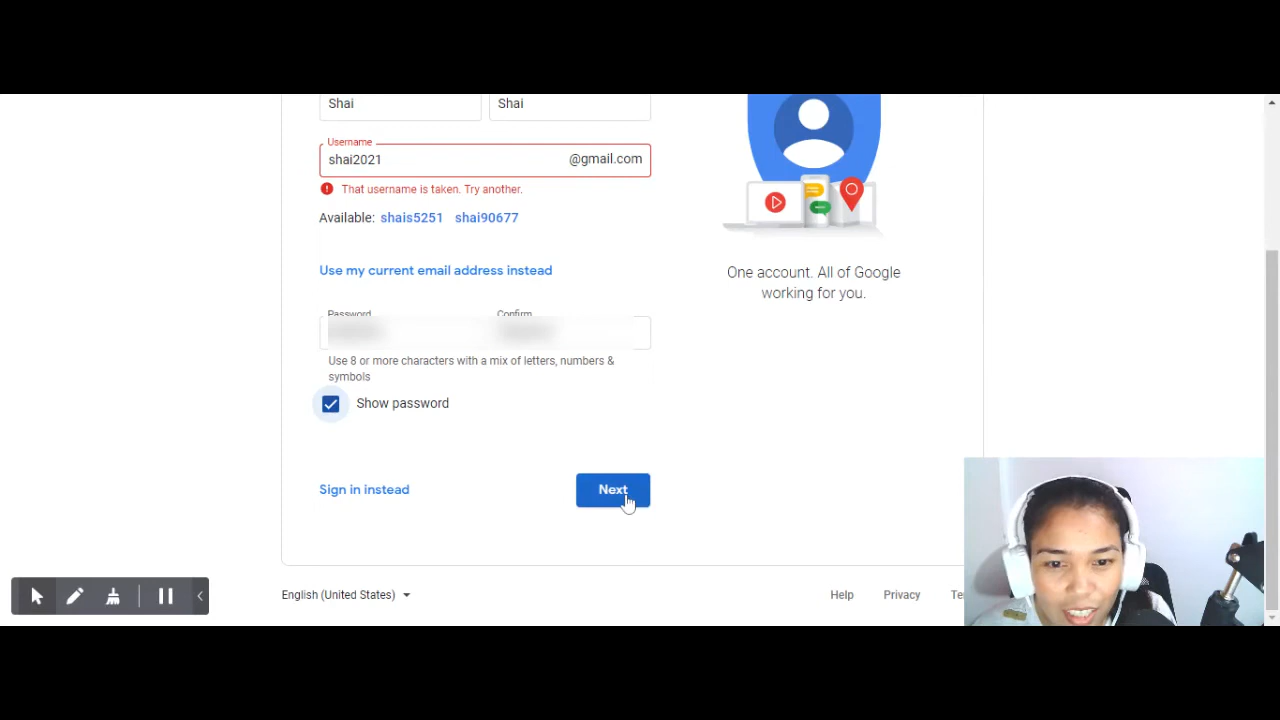 Shai Shai
Username
shai2021 @gmail.com
That username is taken. Try another.
Available: shais5251 shai90677
Use my current email address instead
One account. All of Google
working for you.
Password Confirm
Use 8 or more characters with a mix of letters, numbers &
symbols
Show password
Sign in instead Next
English (United States) Help Privacy